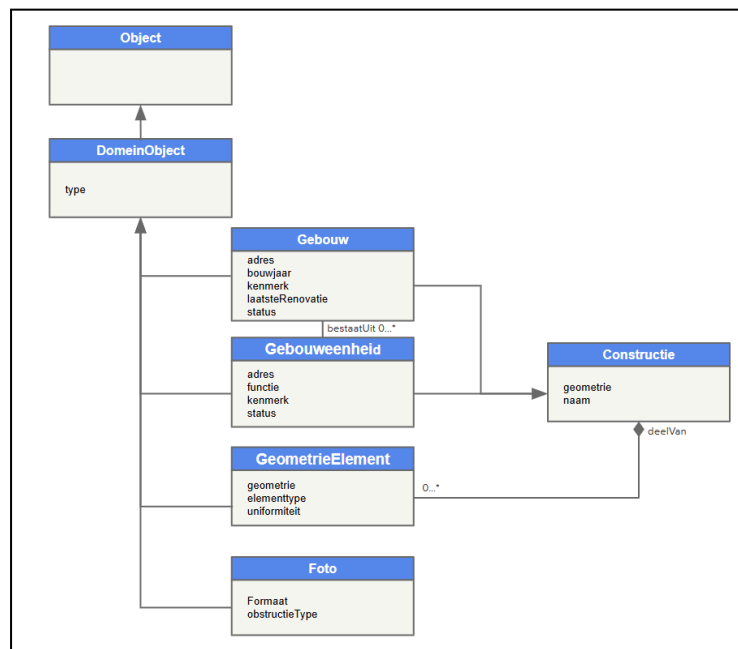 Object
DomeinObject
type
Gebouw
adres
bouwjaar
kenmerk
laatsteRenovatie
status
bestaatUit 0...*
Gebouweenheid
adres
functie
kenmerk
status
Constructie
geometrie
naam
deelVan
GeometrieElement
geometrie
elementtype
uniformiteit
0...*
Foto
Formaat
obstructieType